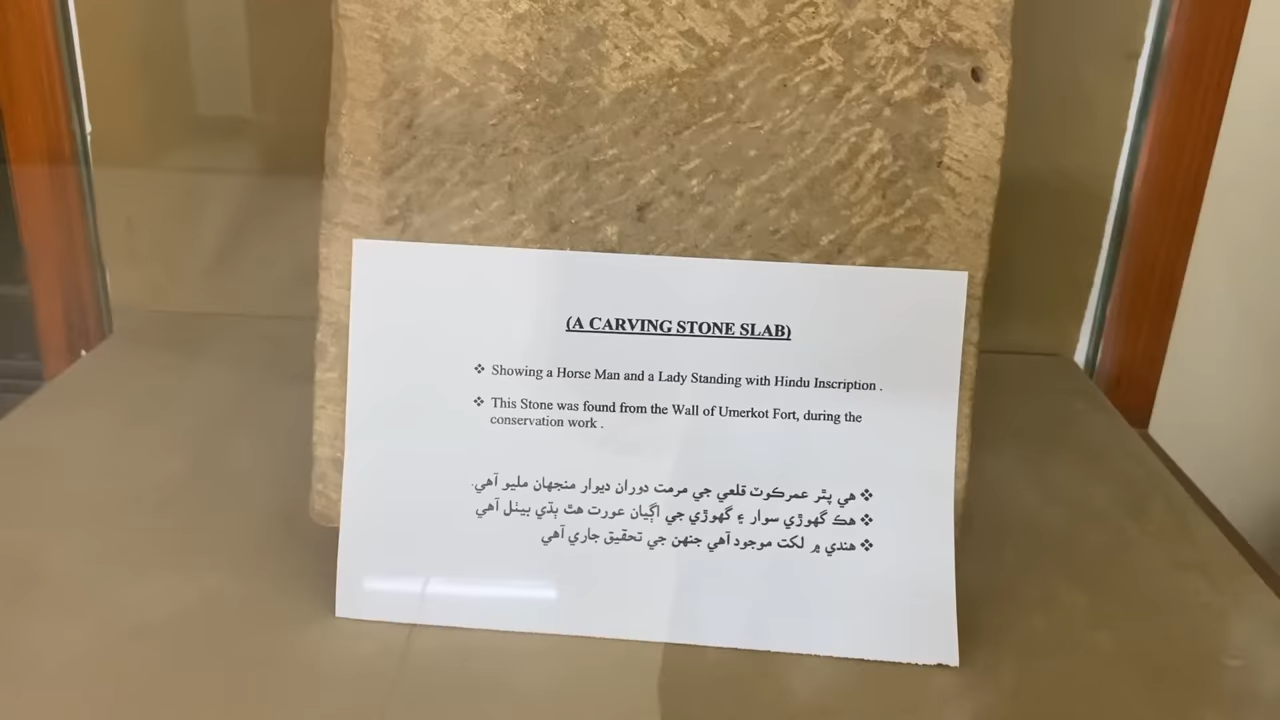 (A CARVING STONE SLAB)
❖ Showing a Horse Man and a Lady Standing with Hindu Inscription .
❖ This Stone was found from the Wall of Umerkot Fort, during the
conservation work .
❖ هي پٿر عمرڪوٽ قلعي جي مرمت دوران ديوار منجهان مليو آهي.
❖ هڪ گهوڙي سوار ۽ گهوڙي جي اڳيان عورت هٿ ٻڌي بيٺل آهي
❖ هندي ۾ لکت موجود آهي جنهن جي تحقيق جاري آهي